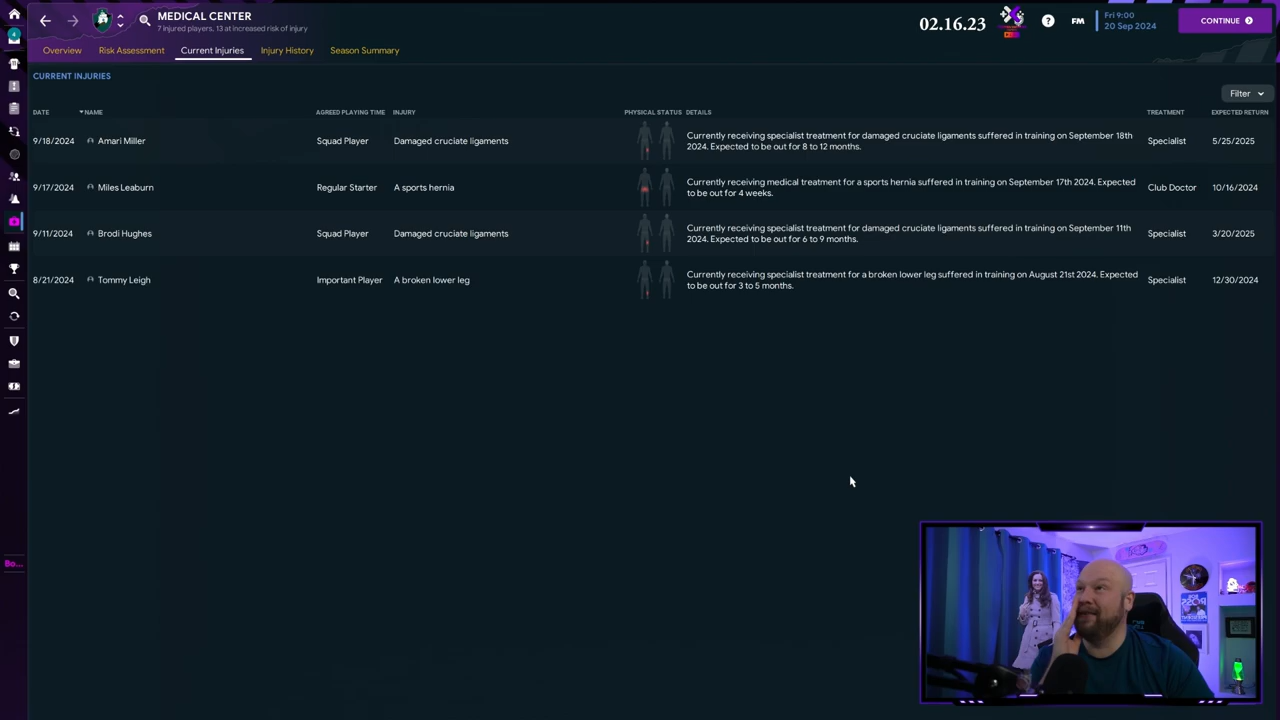 MEDICAL CENTER
7 Injured players, 13 at increased risk of injury
02.16.23
FM
Fri 9:00
20 Sep 2024
CONTINUE
Overview
Risk Assessment
Current Injuries
Injury History
Season Summary
CURRENT INJURIES
Filter
DATE NAME AGREED PLAYING TIME INJURY PHYSICAL STATUS DETAILS TREATMENT EXPECTED RETURN
9/18/2024 Amari Miller Squad Player Damaged cruciate ligaments Currently receiving specialist treatment for damaged cruciate ligaments suffered in training on September 18th
2024. Expected to be out for 8 to 12 months. Specialist 5/25/2025
9/17/2024 Miles Leaburn Regular Starter A sports hernia Currently receiving medical treatment for a sports hernia suffered in training on September 17th 2024. Expected
to be out for 4 weeks. Club Doctor 10/16/2024
9/11/2024 Brodi Hughes Squad Player Damaged cruciate ligaments Currently receiving specialist treatment for damaged cruciate ligaments suffered in training on September 11th
2024. Expected to be out for 6 to 9 months. Specialist 3/20/2025
8/21/2024 Tommy Leigh Important Player A broken lower leg Currently receiving specialist treatment for a broken lower leg suffered in training on August 21st 2024. Expected
to be out for 3 to 5 months. Specialist 12/30/2024
Bo...
ROSS